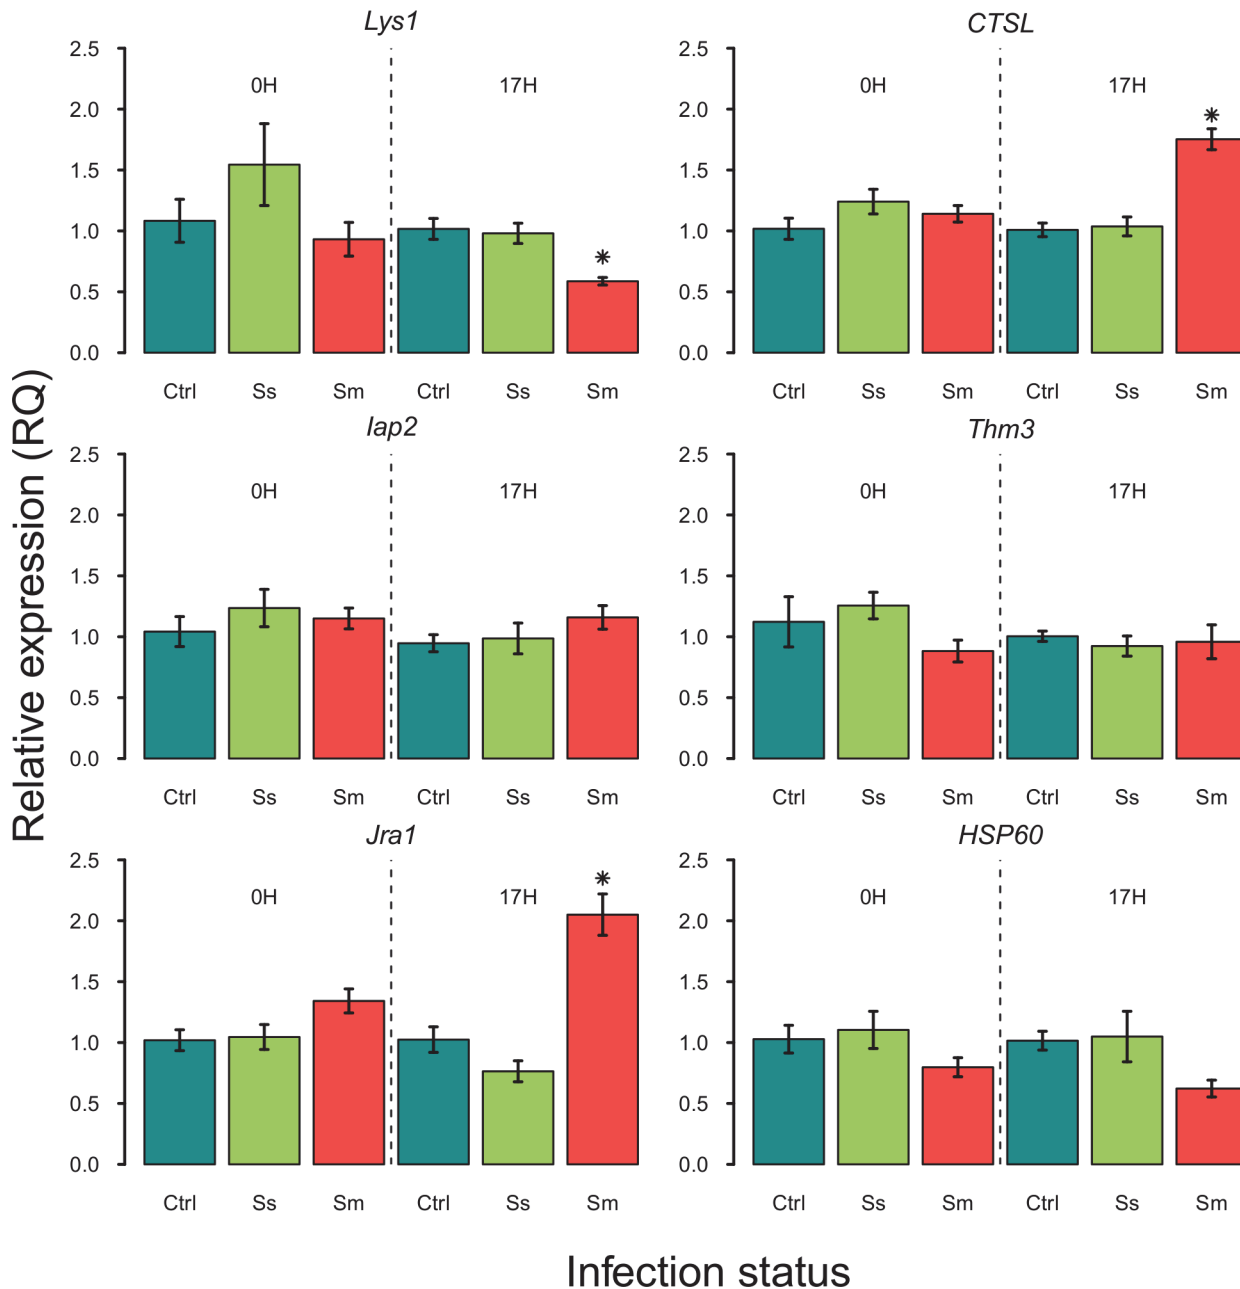 Lys1
CTSL
2.5
2.0
1.5
1.0
0.5
0.0
0H
17H
*
Ctrl Ss Sm Ctrl Ss Sm
2.5
2.0
1.5
1.0
0.5
0.0
0H
17H
*
Ctrl Ss Sm Ctrl Ss Sm
Iap2
Thm3
2.5
2.0
1.5
1.0
0.5
0.0
0H
17H
Ctrl Ss Sm Ctrl Ss Sm
2.5
2.0
1.5
1.0
0.5
0.0
0H
17H
Ctrl Ss Sm Ctrl Ss Sm
Relative expression (RQ)
Jra1
HSP60
2.5
2.0
1.5
1.0
0.5
0.0
0H
17H
*
Ctrl Ss Sm Ctrl Ss Sm
2.5
2.0
1.5
1.0
0.5
0.0
0H
17H
Ctrl Ss Sm Ctrl Ss Sm
Infection status